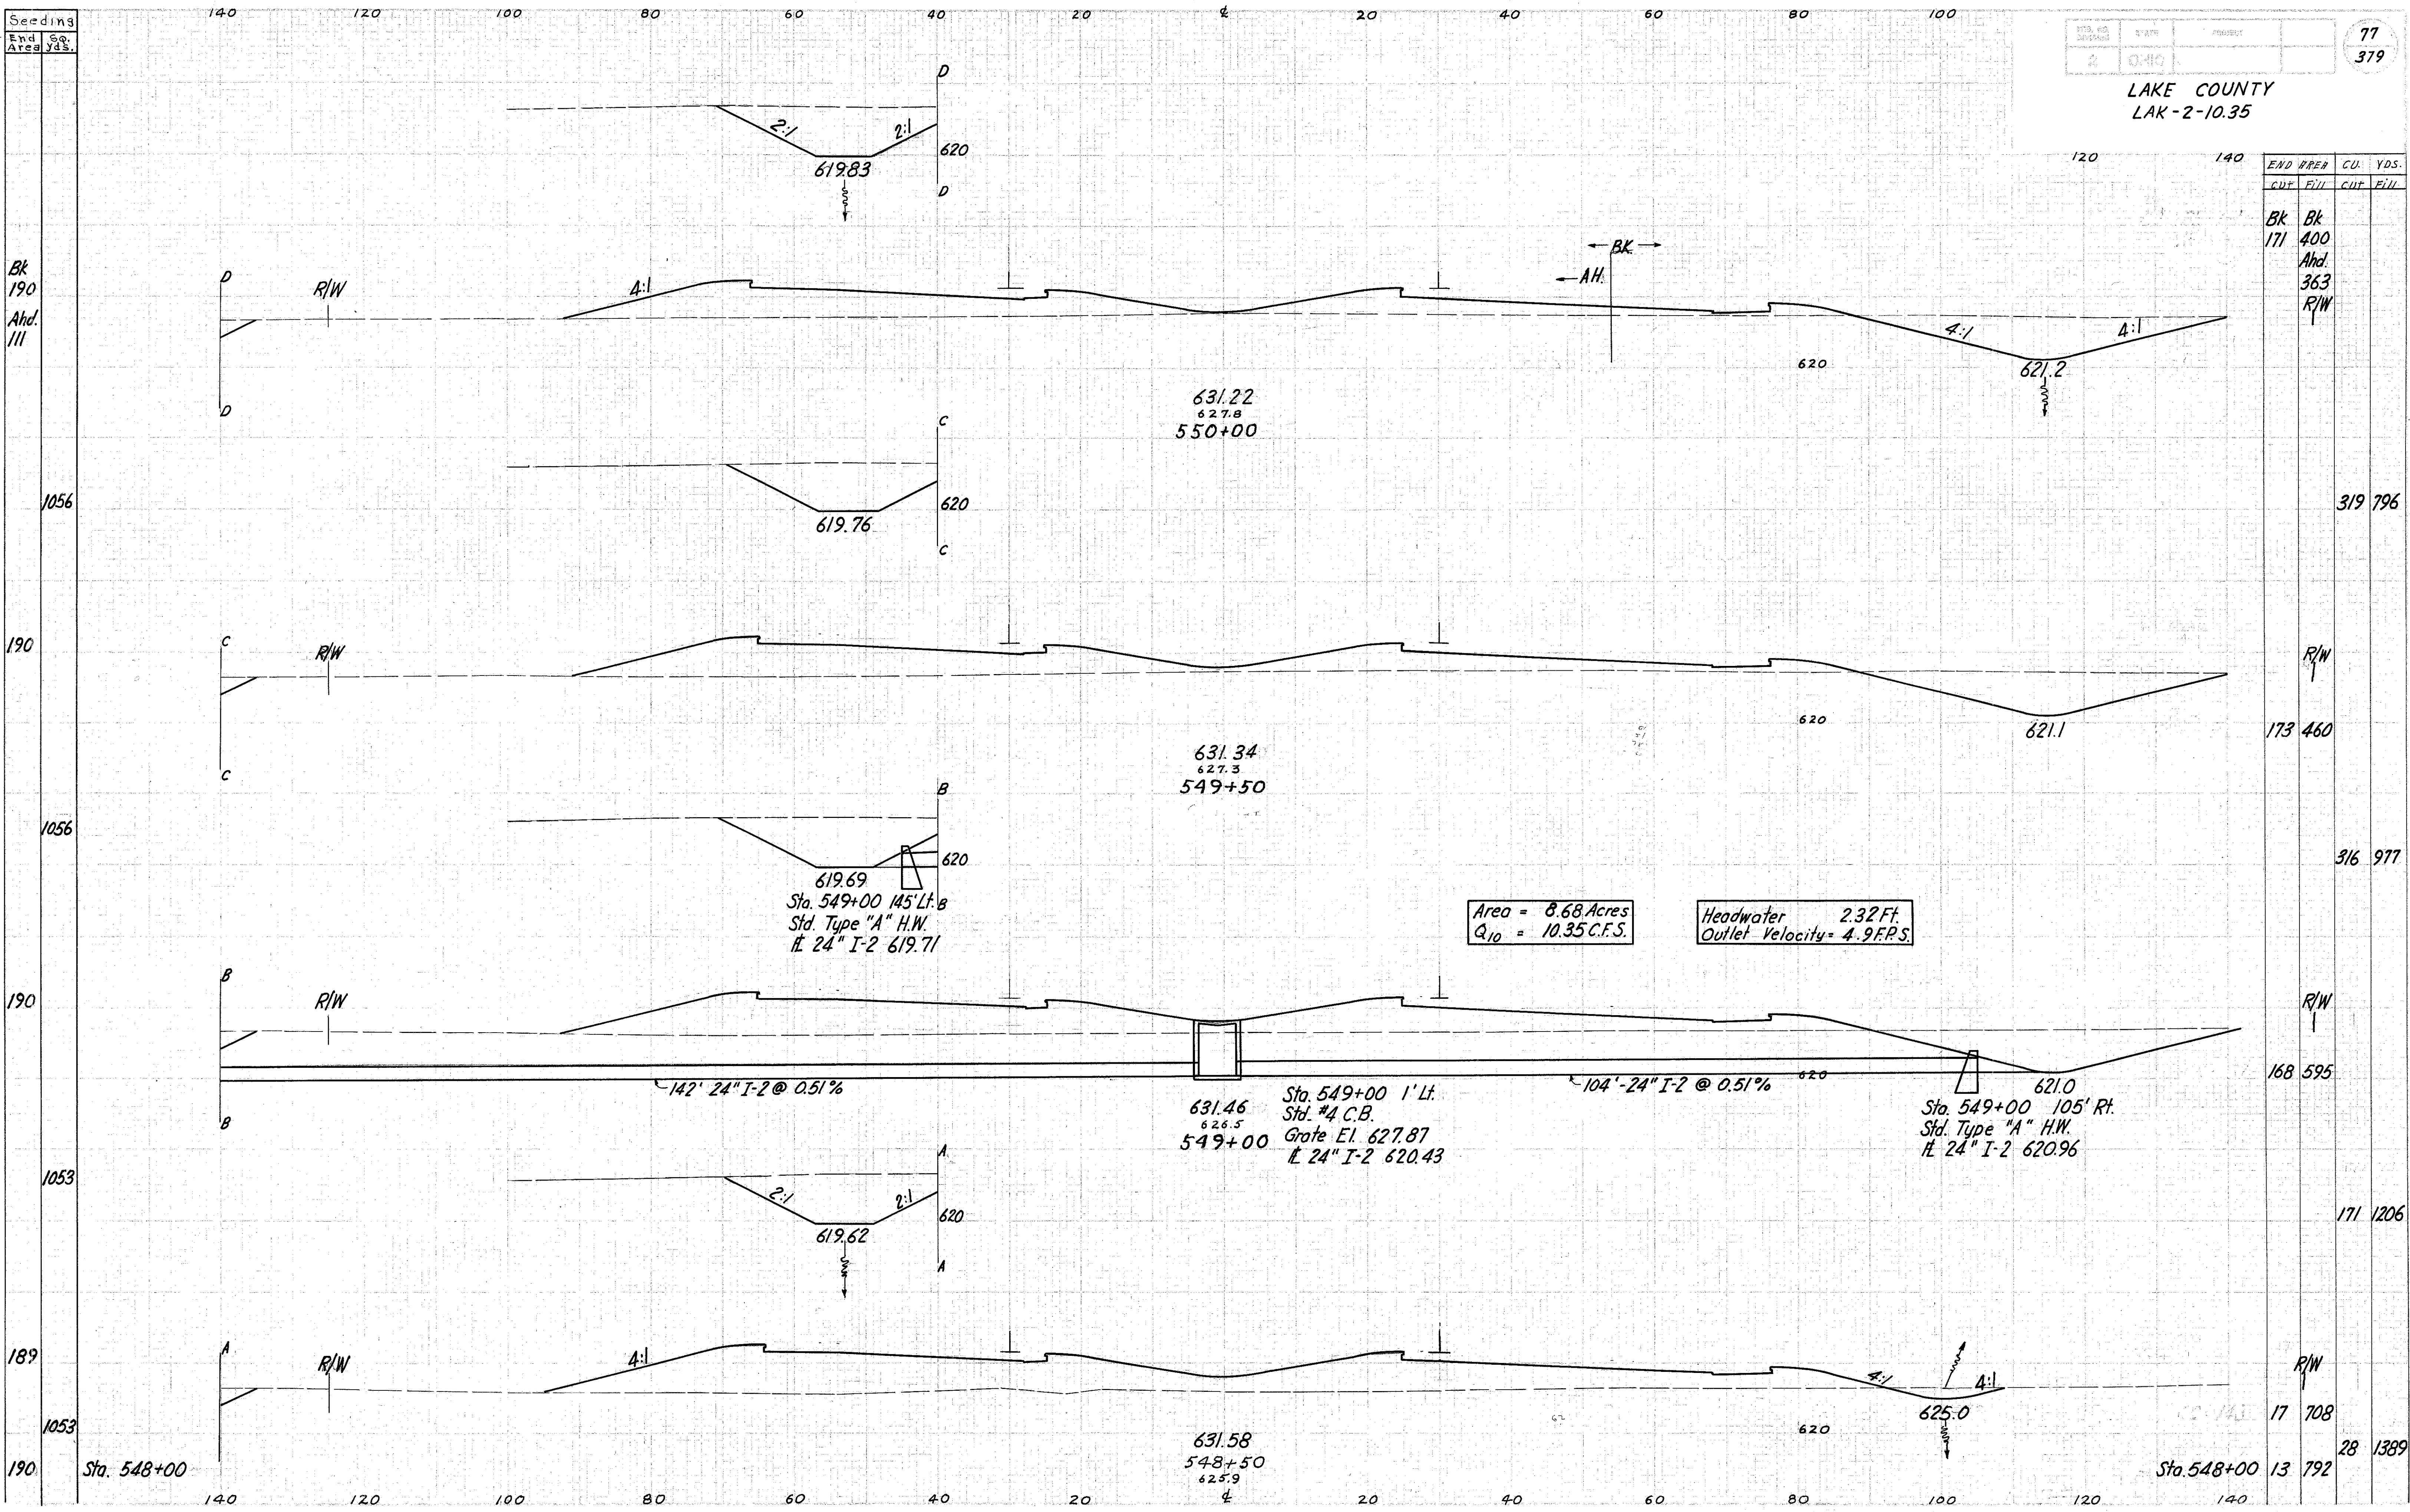 Seeding
End Area Sq. Yds.
140 120 100 80 60 40 20 ℄ 20 40 60 80 100
2 OHIO
77
379
LAKE COUNTY
LAK-2-10.35
120 140
END AREA CU. YDS.
Cut Fill Cut Fill
D
2:1 2:1
620
619.83
D
Bk Bk
171 400
Ahd.
363
R/W
Bk
190
Ahd.
111
D
R/W
4:1
BK.
AH.
4:1 4:1
620
621.2
D
631.22
627.8
550+00
C
620
619.76
C
1056
319 796
190
C
R/W
R/W
620
621.1
173 460
C
631.34
627.3
549+50
B
620
619.69
Sta. 549+00 145' Lt.
B
Std. Type "A" H.W.
℄ 24" I-2 619.71
1056
316 977
Area = 8.68 Acres
Q10 = 10.35 C.F.S.
Headwater 2.32 Ft.
Outlet Velocity = 4.9 F.P.S.
190
B
R/W
R/W
142' 24" I-2 @ 0.51%
104'-24" I-2 @ 0.51%
620
621.0
168 595
B
631.46
626.5
549+00
Sta. 549+00 1' Lt.
Std. #4 C.B.
Grate El. 627.87
℄ 24" I-2 620.43
Sta. 549+00 105' Rt.
Std. Type "A" H.W.
℄ 24" I-2 620.96
A
2:1 2:1
620
619.62
A
1053
171 1206
189
A
R/W
4:1
4:1 4:1
R/W
625.0
17 708
620
1053
631.58
548+50
625.9
28 1389
190 Sta. 548+00
Sta. 548+00 13 792
140 120 100 80 60 40 20 ℄ 20 40 60 80 100 120 140